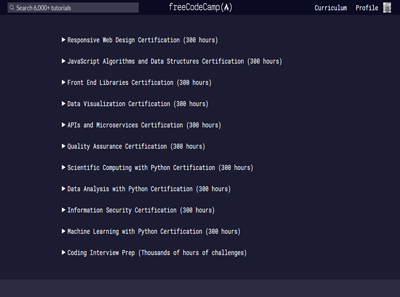 Search 6,000+ tutorials
freeCodeCamp(🔥)
Curriculum
Profile
Responsive Web Design Certification (300 hours)
JavaScript Algorithms and Data Structures Certification (300 hours)
Front End Libraries Certification (300 hours)
Data Visualization Certification (300 hours)
APIs and Microservices Certification (300 hours)
Quality Assurance Certification (300 hours)
Scientific Computing with Python Certification (300 hours)
Data Analysis with Python Certification (300 hours)
Information Security Certification (300 hours)
Machine Learning with Python Certification (300 hours)
Coding Interview Prep (Thousands of hours of challenges)